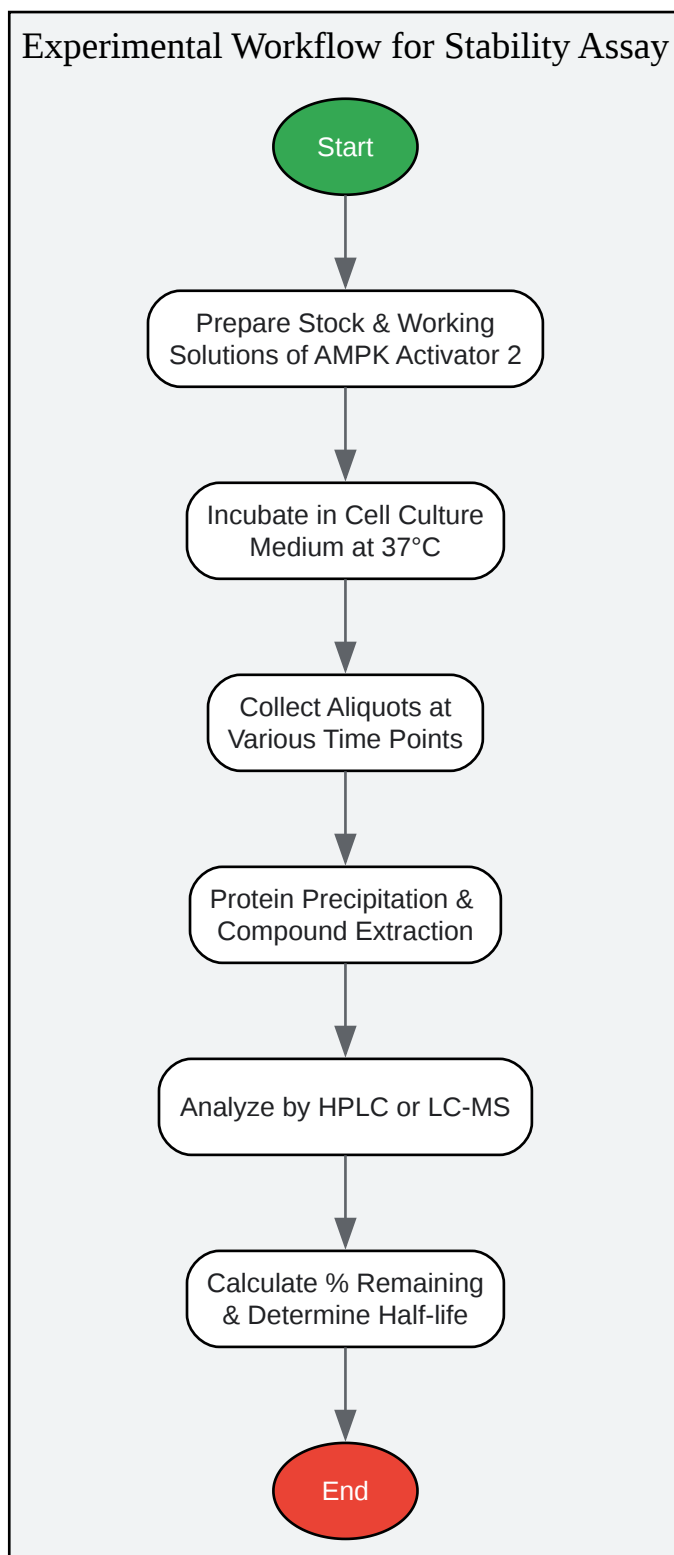 Experimental Workflow for Stability Assay
Start
Prepare Stock & Working
Solutions of AMPK Activator 2
Incubate in Cell Culture
Medium at 37°C
Collect Aliquots at
Various Time Points
Protein Precipitation &
Compound Extraction
Analyze by HPLC or LC-MS
Calculate % Remaining
& Determine Half-life
End